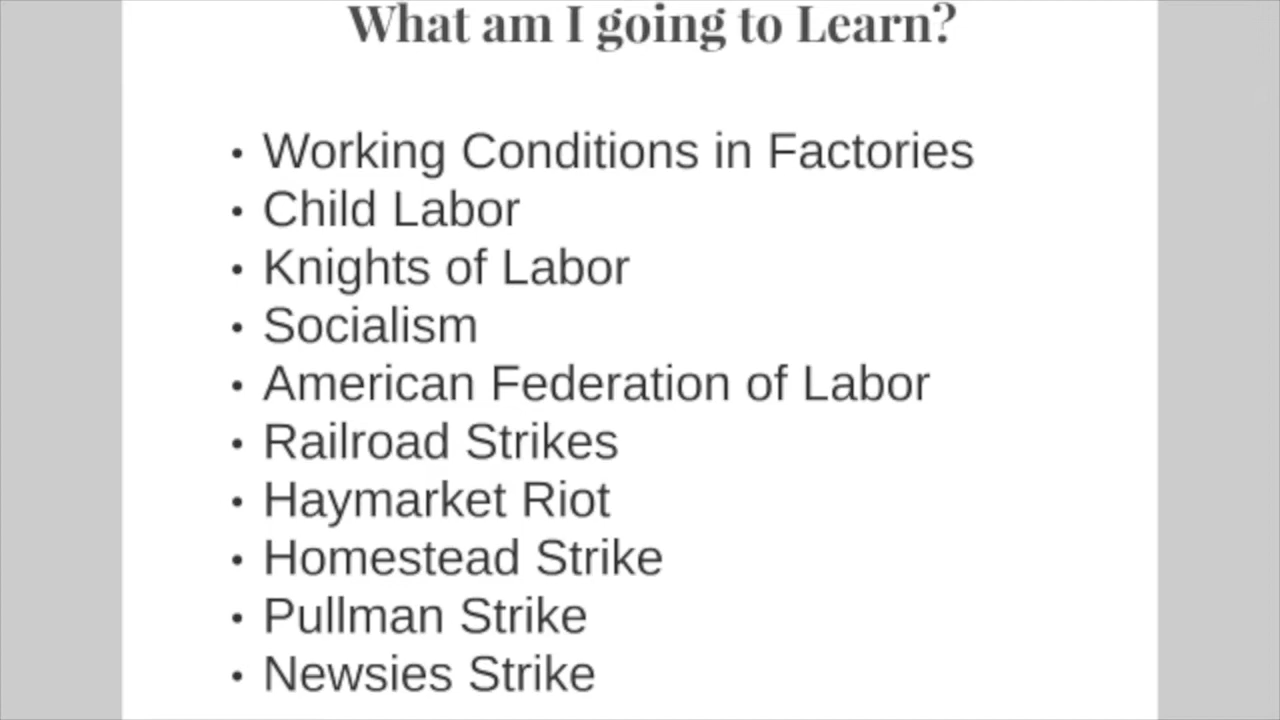 What am I going to Learn?
• Working Conditions in Factories
• Child Labor
• Knights of Labor
• Socialism
• American Federation of Labor
• Railroad Strikes
• Haymarket Riot
• Homestead Strike
• Pullman Strike
• Newsies Strike